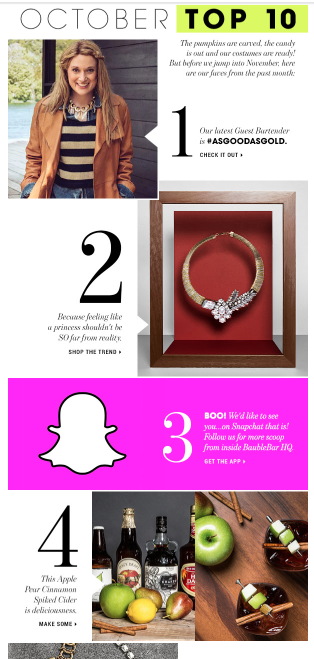 OCTOBER TOP 10
The pumpkins are carved, the candy
is out and our costumes are ready!
But before we jump into November, here
are our faves from the past month:
1
Our latest Guest Bartender
is #ASGOODASGOLD.
CHECK IT OUT
2
Because feeling like
a princess shouldn't be
SO far from reality.
SHOP THE TREND
3
BOO! We'd like to see
you...on Snapchat that is!
Follow us for more scoop
from inside BaubleBar HQ.
GET THE APP
4
This Apple
Pear Cinnamon
Spiked Cider
is deliciousness.
MAKE SOME